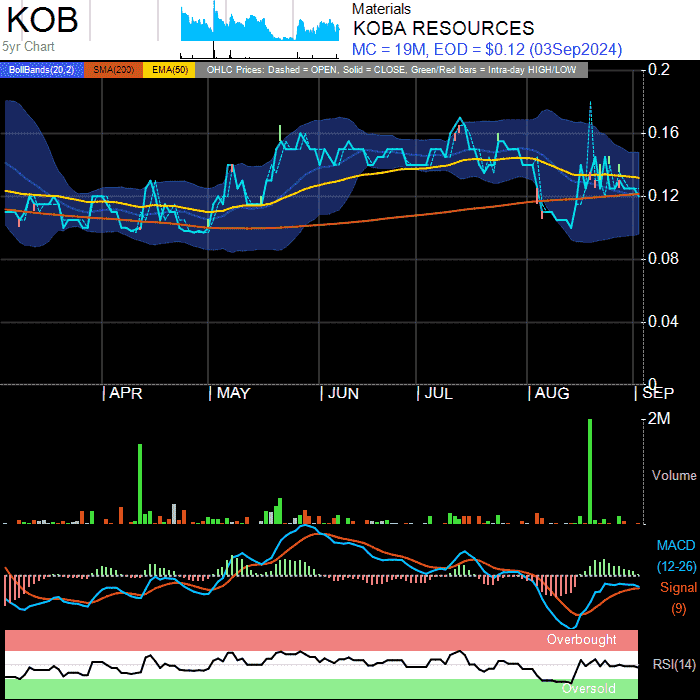 KOB
5yr Chart
Materials
KOBA RESOURCES
MC = 19M, EOD = $0.12 (03Sep2024)
BollBands(20,2) SMA(200) EMA(50) OHLC Prices: Dashed = OPEN, Solid = CLOSE, Green/Red bars = Intra-day HIGH/LOW
0.2
0.16
0.12
0.08
0.04
0
APR MAY JUN JUL AUG SEP
2M
Volume
MACD
(12-26)
Signal
(9)
Overbought
RSI(14)
Oversold